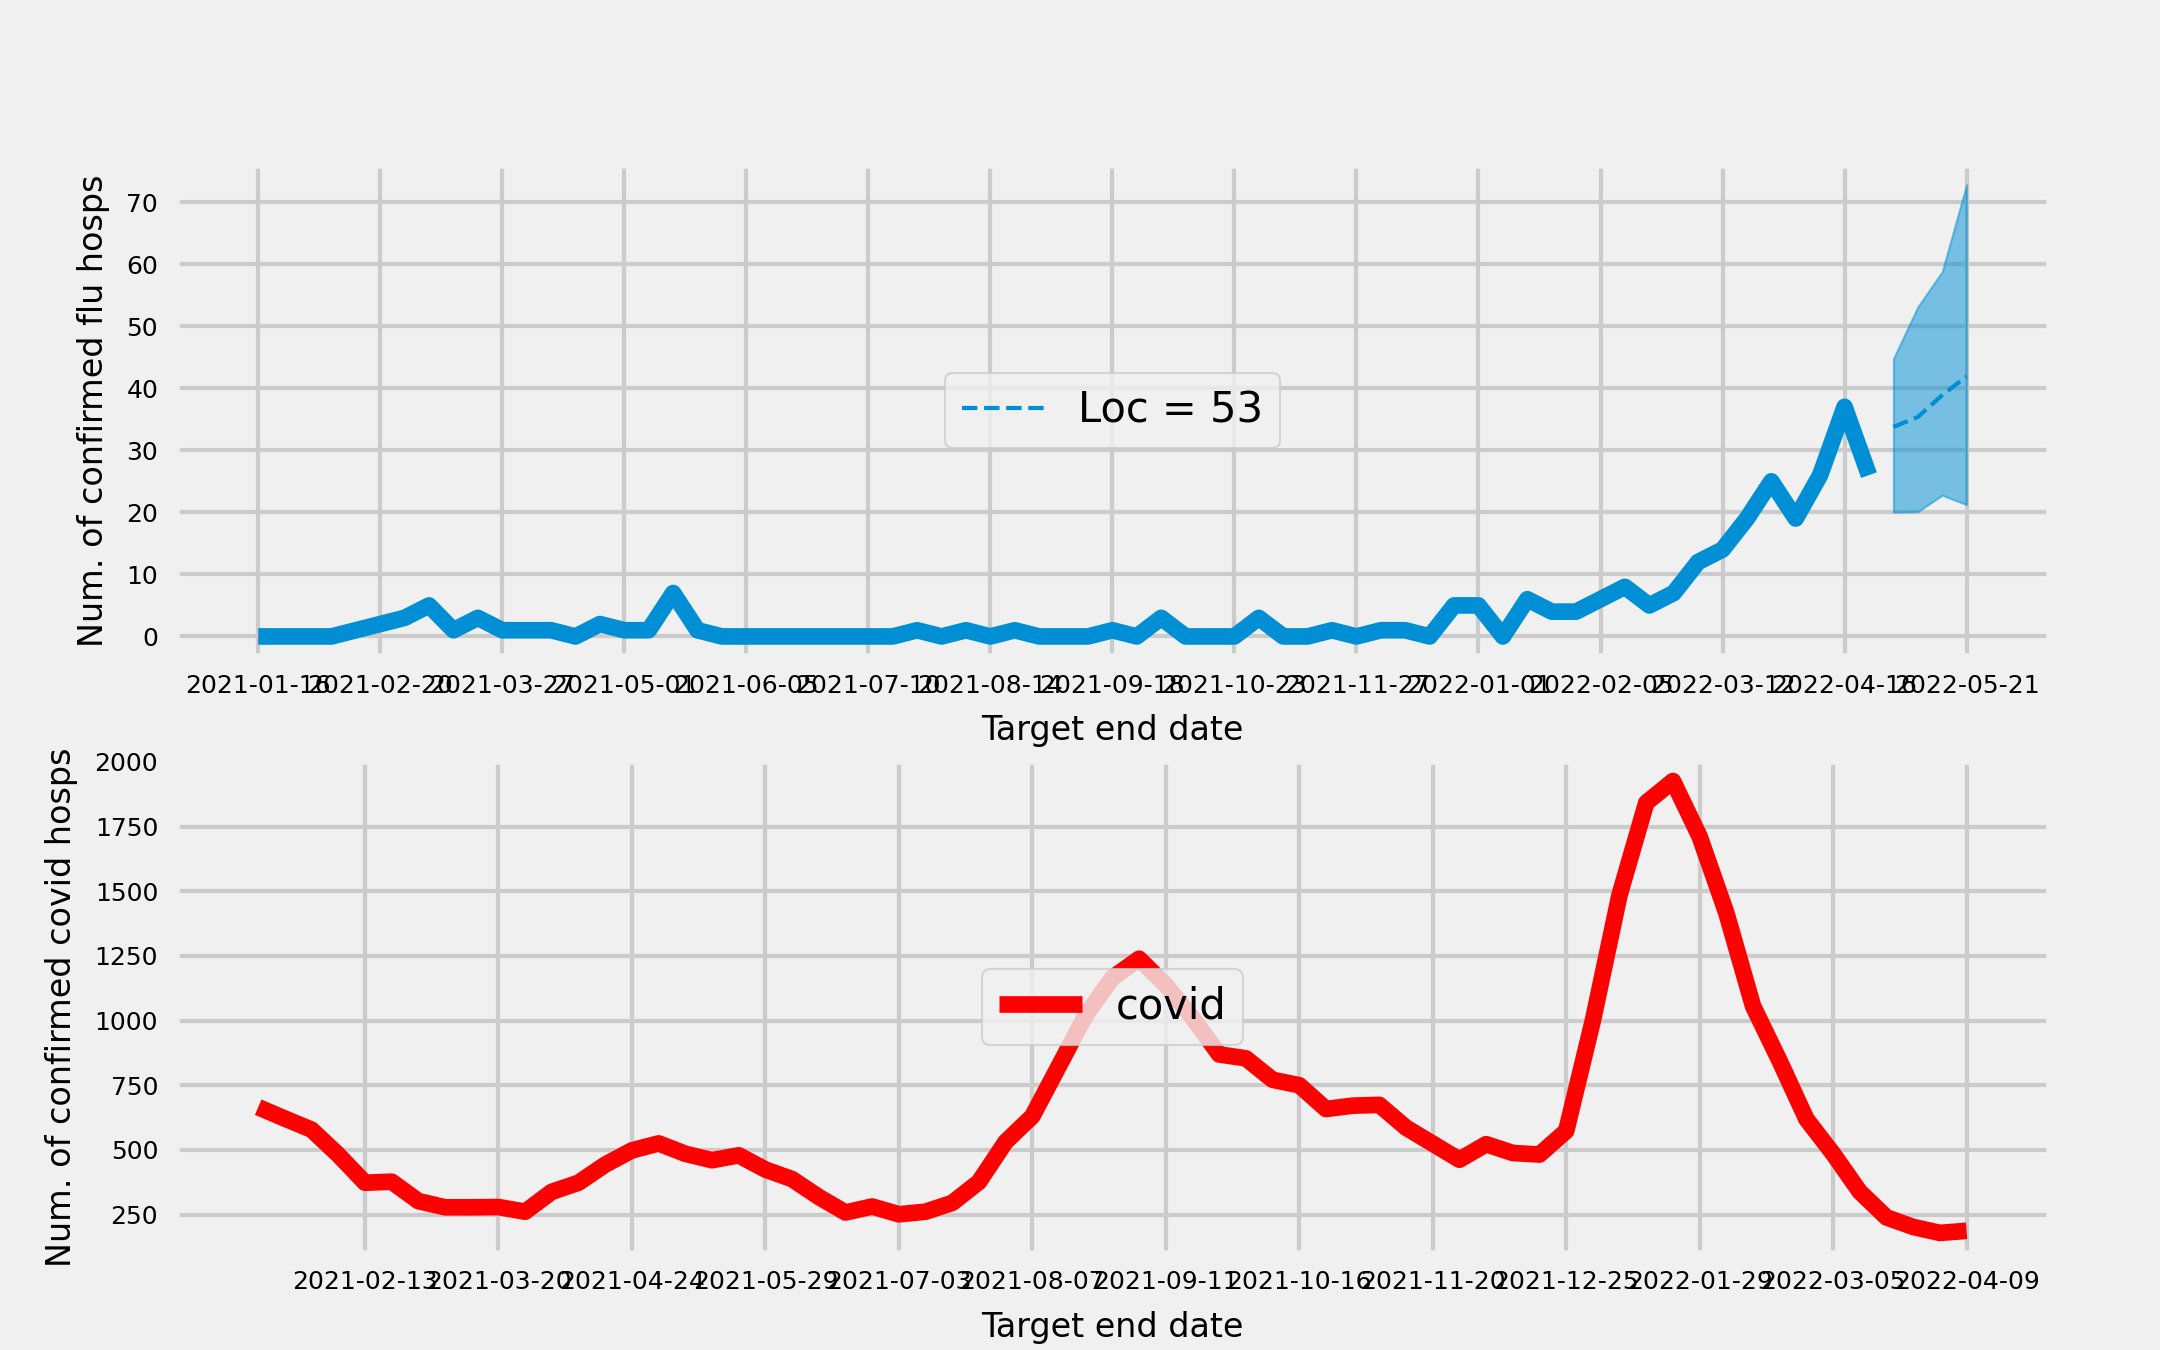 Num. of confirmed flu hosps
70
60
50
40
30
20
10
0
Loc = 53
2021-01-16 2021-02-20 2021-03-27 2021-05-01 2021-06-05 2021-07-10 2021-08-14 2021-09-18 2021-10-23 2021-11-27 2022-01-01 2022-02-05 2022-03-12 2022-04-16 2022-05-21
Target end date
Num. of confirmed covid hosps
2000
1750
1500
1250
1000
750
500
250
covid
2021-02-13 2021-03-20 2021-04-24 2021-05-29 2021-07-03 2021-08-07 2021-09-11 2021-10-16 2021-11-20 2021-12-25 2022-01-29 2022-03-05 2022-04-09
Target end date